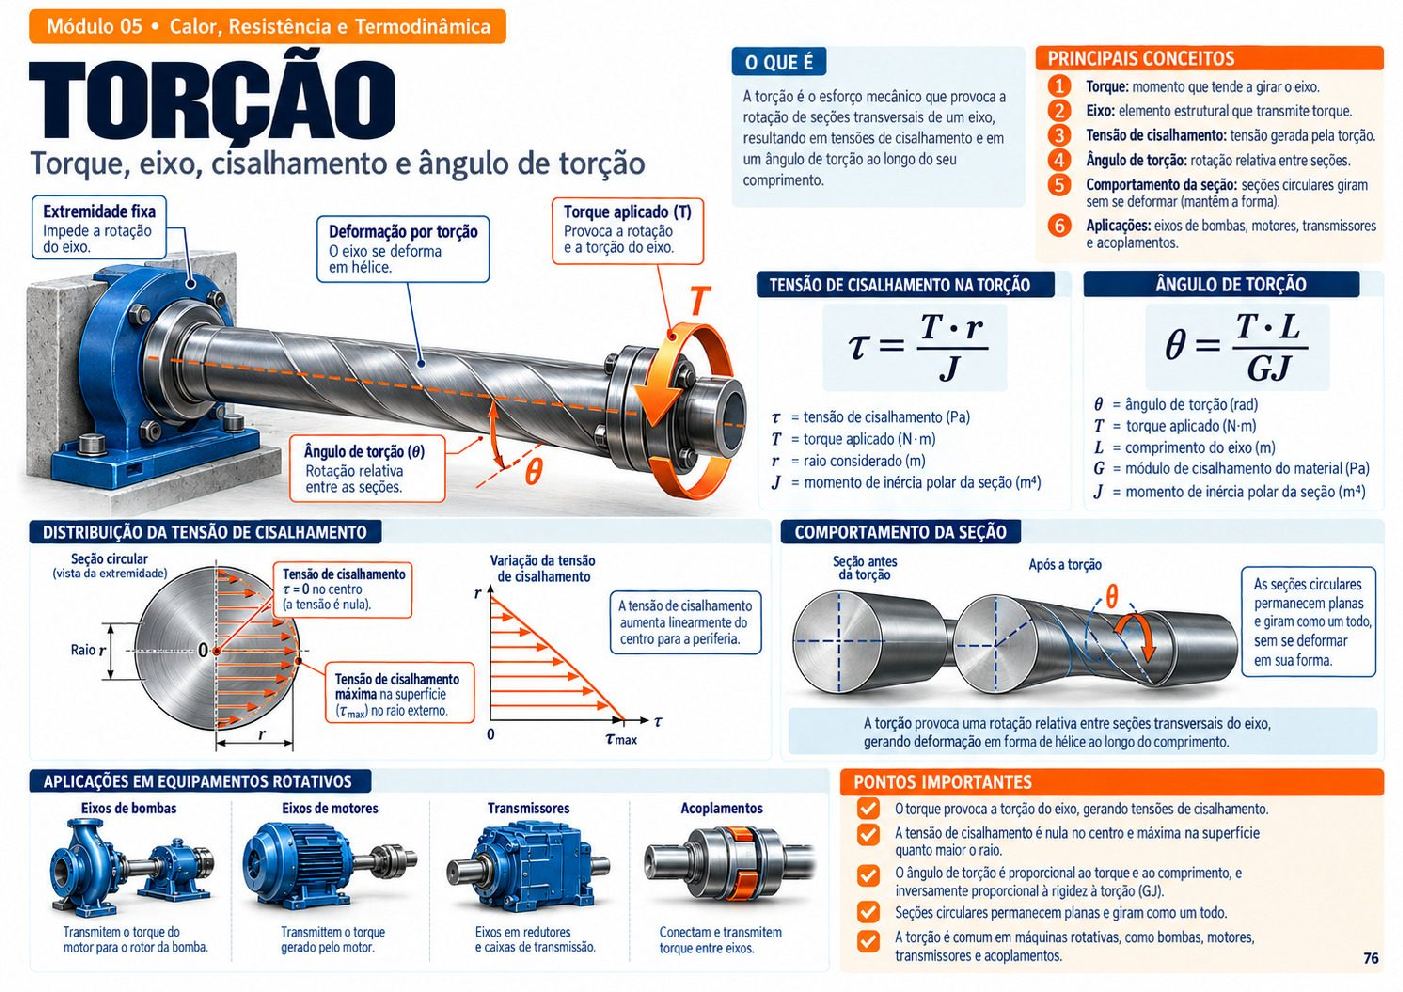 Módulo 05 • Calor, Resistência e Termodinâmica
TORÇÃO
Torque, eixo, cisalhamento e ângulo de torção
O QUE É
A torção é o esforço mecânico que provoca a
rotação de seções transversais de um eixo,
resultando em tensões de cisalhamento e em
um ângulo de torção ao longo do seu
comprimento.
PRINCIPAIS CONCEITOS
1 Torque: momento que tende a girar o eixo.
2 Eixo: elemento estrutural que transmite torque.
3 Tensão de cisalhamento: tensão gerada pela torção.
4 Ângulo de torção: rotação relativa entre seções.
5 Comportamento da seção: seções circulares giram
sem se deformar (mantém a forma).
6 Aplicações: eixos de bombas, motores, transmissores
e acoplamentos.
Extremidade fixa
Impede a rotação
do eixo.
Deformação por torção
O eixo se deforma
em hélice.
Torque aplicado (T)
Provoca a rotação
e a torção do eixo.
T
Ângulo de torção (θ)
Rotação relativa
entre as seções.
θ
TENSÃO DE CISALHAMENTO NA TORÇÃO
τ = T · r / J
τ = tensão de cisalhamento (Pa)
T = torque aplicado (N·m)
r = raio considerado (m)
J = momento de inércia polar da seção (m⁴)
ÂNGULO DE TORÇÃO
θ = T · L / GJ
θ = ângulo de torção (rad)
T = torque aplicado (N·m)
L = comprimento do eixo (m)
G = módulo de cisalhamento do material (Pa)
J = momento de inércia polar da seção (m⁴)
DISTRIBUIÇÃO DA TENSÃO DE CISALHAMENTO
Seção circular
(vista da extremidade)
Raio r
0
r
Tensão de cisalhamento
τ = 0 no centro
(a tensão é nula).
Tensão de cisalhamento
máxima na superfície
(τmax) no raio externo.
Variação da tensão
de cisalhamento
r
0
τmax
τ
A tensão de cisalhamento
aumenta linearmente do
centro para a periferia.
COMPORTAMENTO DA SEÇÃO
Seção antes
da torção
Após a torção
θ
As seções circulares
permanecem planas
e giram como um todo,
sem se deformar
em sua forma.
A torção provoca uma rotação relativa entre seções transversais do eixo,
gerando deformação em forma de hélice ao longo do comprimento.
APLICAÇÕES EM EQUIPAMENTOS ROTATIVOS
Eixos de bombas
Transmitem o torque do
motor para o rotor da bomba.
Eixos de motores
Transmittem o torque
gerado pelo motor.
Transmissores
Eixos em redutores
e caixas de transmissão.
Acoplamentos
Conectam e transmitem
torque entre eixos.
PONTOS IMPORTANTES
O torque provoca a torção do eixo, gerando tensões de cisalhamento.
A tensão de cisalhamento é nula no centro e máxima na superfície
quanto maior o raio.
O ângulo de torção é proporcional ao torque e ao comprimento, e
inversamente proporcional à rigidez à torção (GJ).
Seções circulares permanecem planas e giram como um todo.
A torção é comum em máquinas rotativas, como bombas, motores,
transmissores e acoplamentos.
76